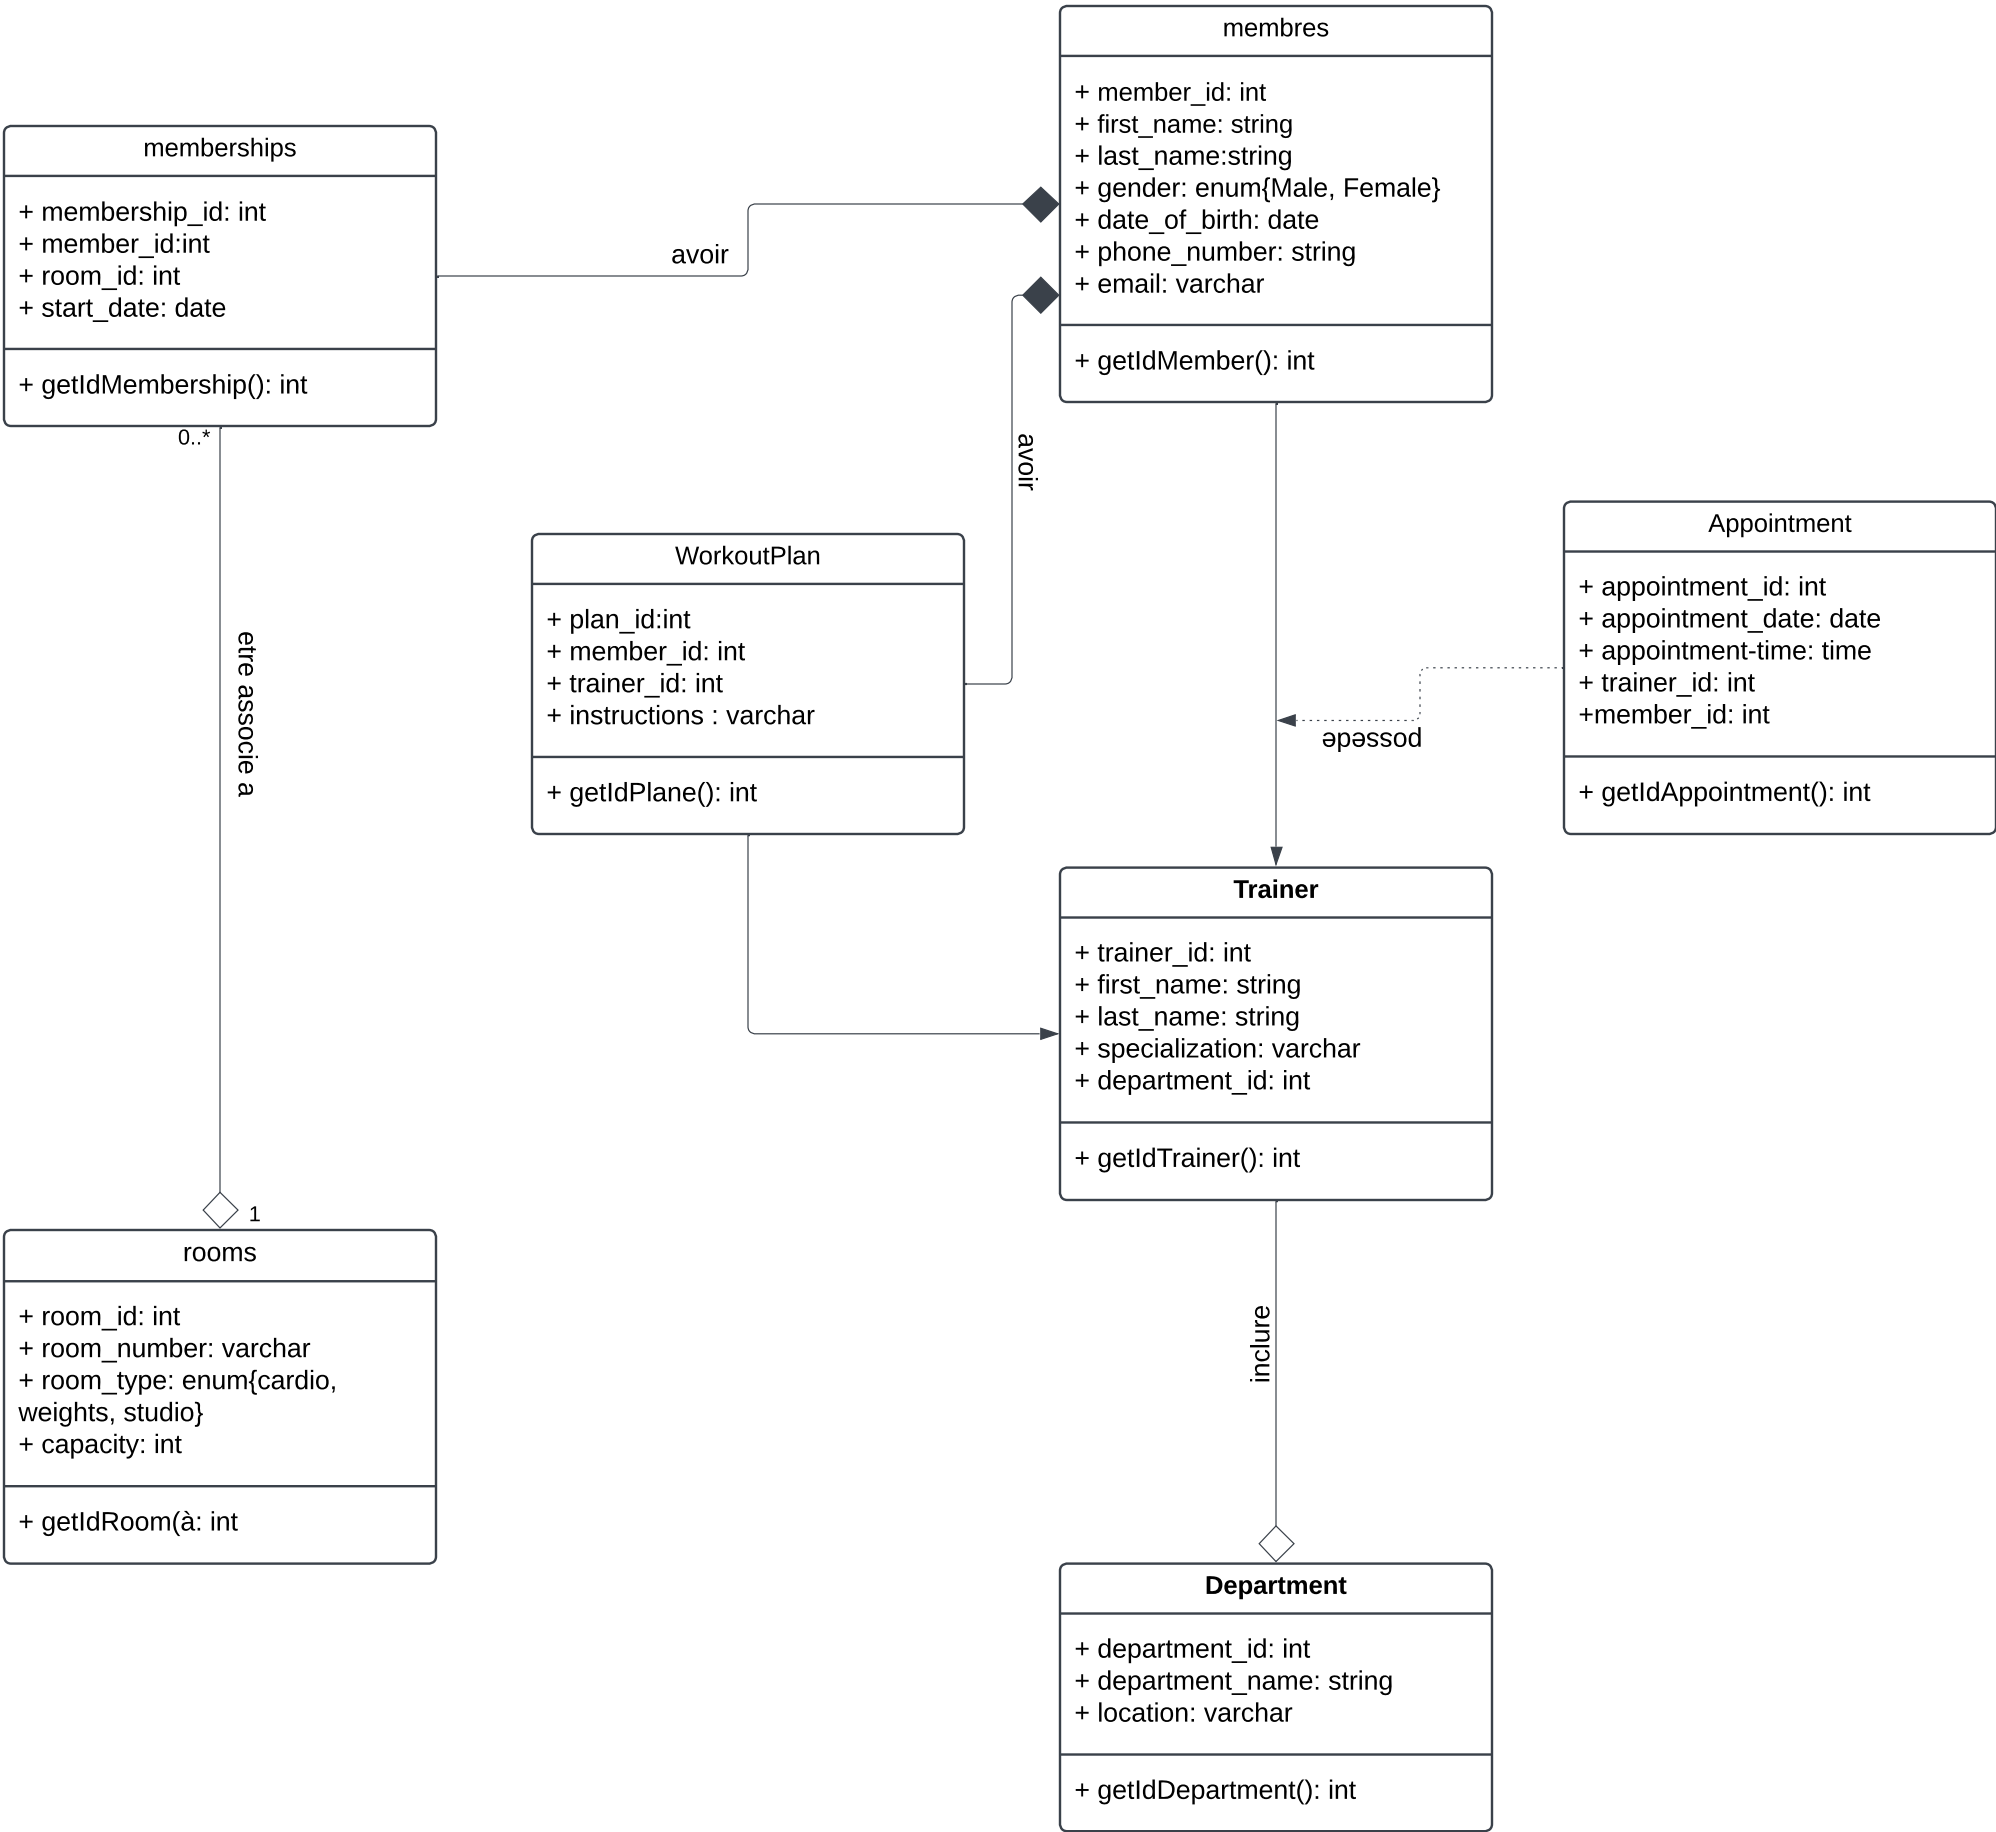 membres
+ member_id: int
+ first_name: string
+ last_name:string
+ gender: enum{Male, Female}
+ date_of_birth: date
+ phone_number: string
+ email: varchar
+ getIdMember(): int
memberships
+ membership_id: int
+ member_id:int
+ room_id: int
+ start_date: date
+ getIdMembership(): int
avoir
0..*
avoir
etre associe a
WorkoutPlan
+ plan_id:int
+ member_id: int
+ trainer_id: int
+ instructions : varchar
+ getIdPlane(): int
Appointment
+ appointment_id: int
+ appointment_date: date
+ appointment-time: time
+ trainer_id: int
+member_id: int
+ getIdAppointment(): int
possede
Trainer
+ trainer_id: int
+ first_name: string
+ last_name: string
+ specialization: varchar
+ department_id: int
+ getIdTrainer(): int
1
rooms
+ room_id: int
+ room_number: varchar
+ room_type: enum{cardio,
weights, studio}
+ capacity: int
+ getIdRoom(à: int
inclure
Department
+ department_id: int
+ department_name: string
+ location: varchar
+ getIdDepartment(): int